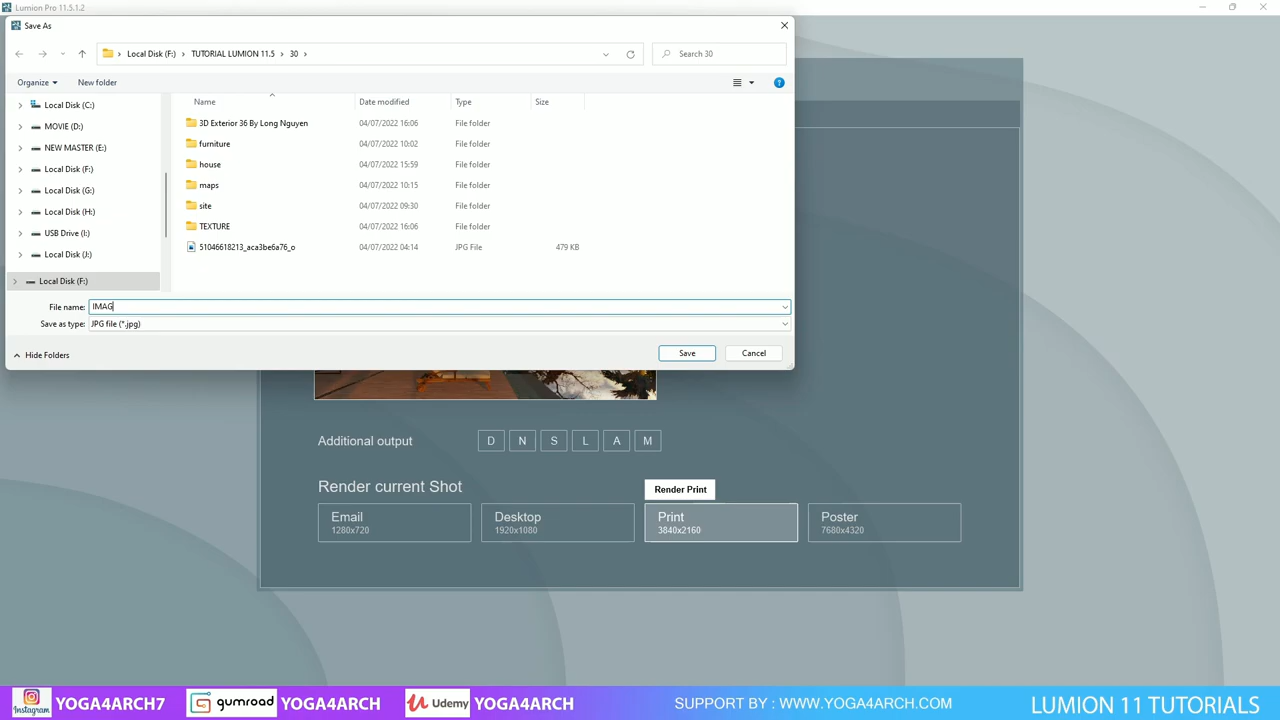 Lumion Pro 11.5.1.2
Save As
Local Disk (F:) TUTORIAL LUMION 11.5 30
Search 30
Organize New folder
Name Date modified Type Size
Local Disk (C:)
MOVIE (D:)
NEW MASTER (E:)
Local Disk (F:)
Local Disk (G:)
Local Disk (H:)
USB Drive (I:)
Local Disk (J:)
Local Disk (F:)
3D Exterior 36 By Long Nguyen 04/07/2022 16:06 File folder
furniture 04/07/2022 10:02 File folder
house 04/07/2022 15:59 File folder
maps 04/07/2022 10:15 File folder
site 04/07/2022 09:30 File folder
TEXTURE 04/07/2022 16:06 File folder
51046618213_aca3be6a76_o 04/07/2022 04:14 JPG File 479 KB
File name: IMAG
Save as type: JPG file (*.jpg)
Hide Folders
Save Cancel
Additional output D N S L A M
Render current Shot
Render Print
Email Desktop Print Poster
1280x720 1920x1080 3840x2160 7680x4320
Instagram YOGA4ARCH7 gumroad YOGA4ARCH Udemy YOGA4ARCH SUPPORT BY : WWW.YOGA4ARCH.COM LUMION 11 TUTORIALS